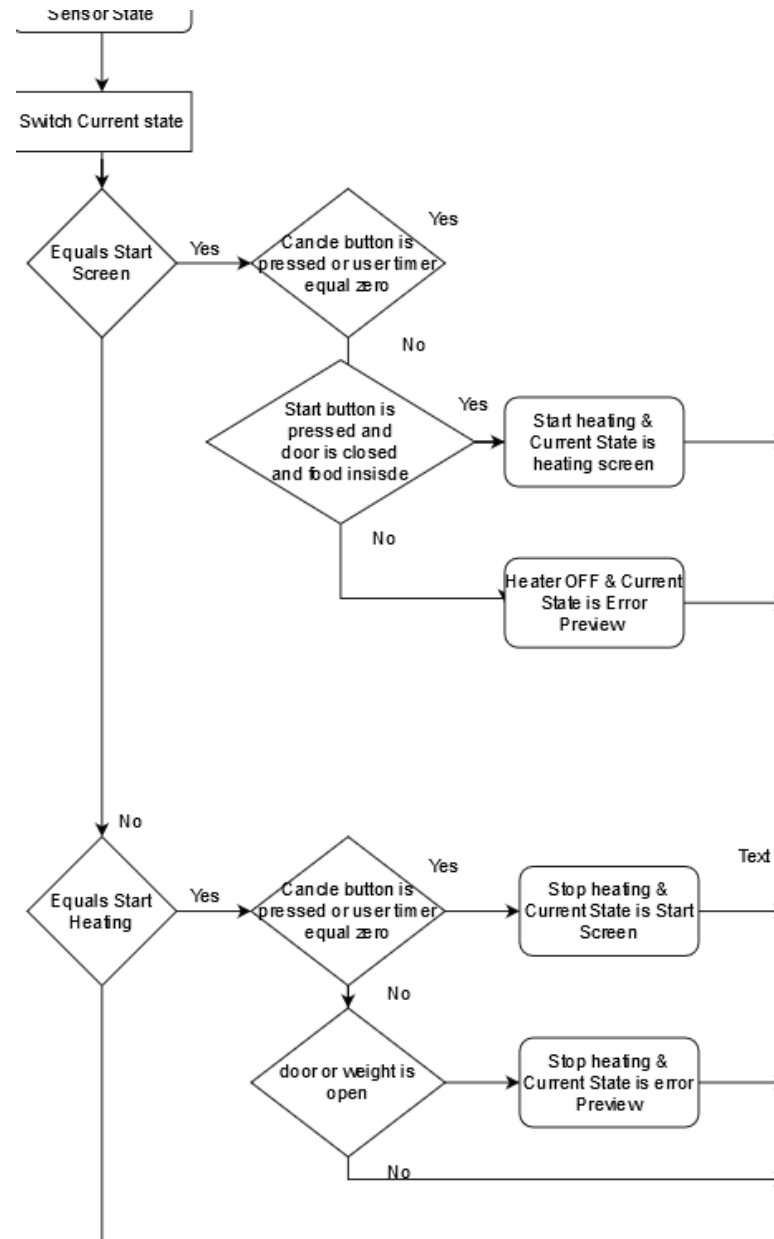 Sensor State
Switch Current state
Equals Start
Screen
Yes
Cancle button is
pressed or user timer
equal zero
Yes
No
Start button is
pressed and
door is closed
and food insisde
Yes
Start heating &
Current State is
heating screen
No
Heater OFF & Current
State is Error
Preview
No
Equals Start
Heating
Yes
Cancle button is
pressed or user timer
equal zero
Yes
Stop heating &
Current State is Start
Screen
Text
No
door or weight is
open
Stop heating &
Current State is error
Preview
No